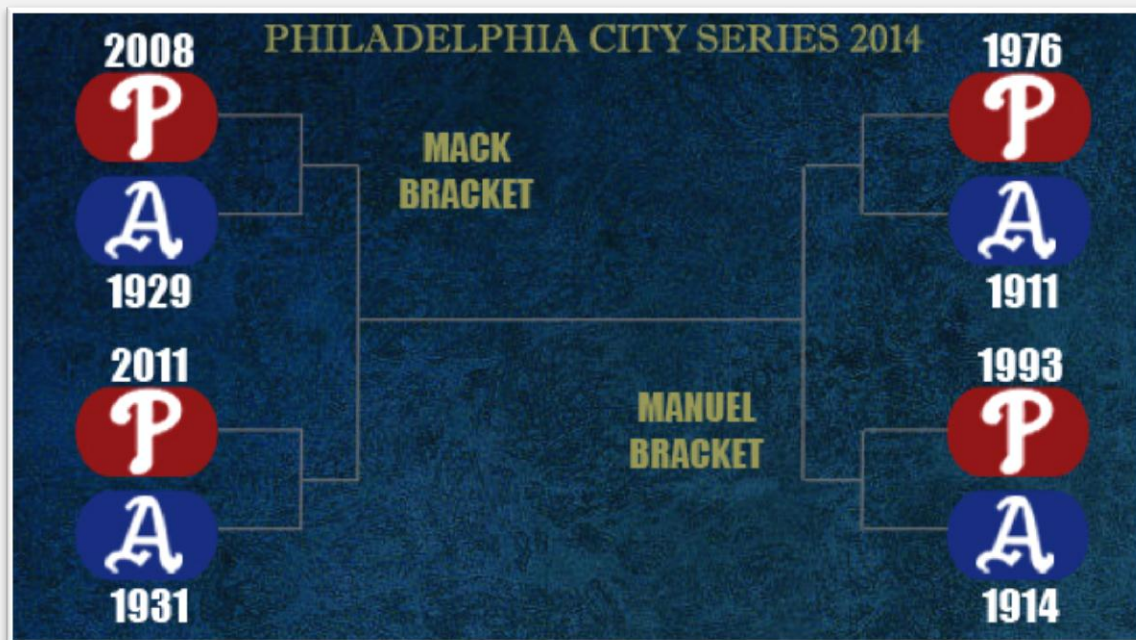 PHILADELPHIA CITY SERIES 2014
2008
P
A
1929
MACK
BRACKET
1976
P
A
1911
2011
P
A
1931
MANUEL
BRACKET
1993
P
A
1914